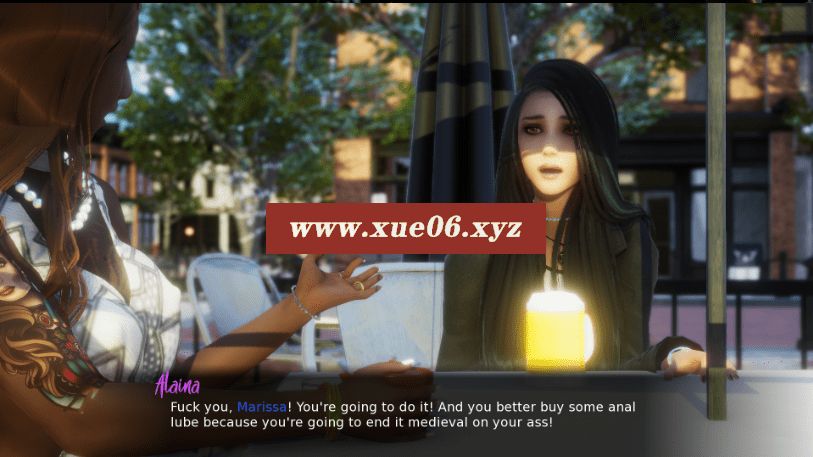 www.xue06.xyz
Alaina
Fuck you, Marissa! You're going to do it! And you better buy some anal
lube because you're going to end it medieval on your ass!